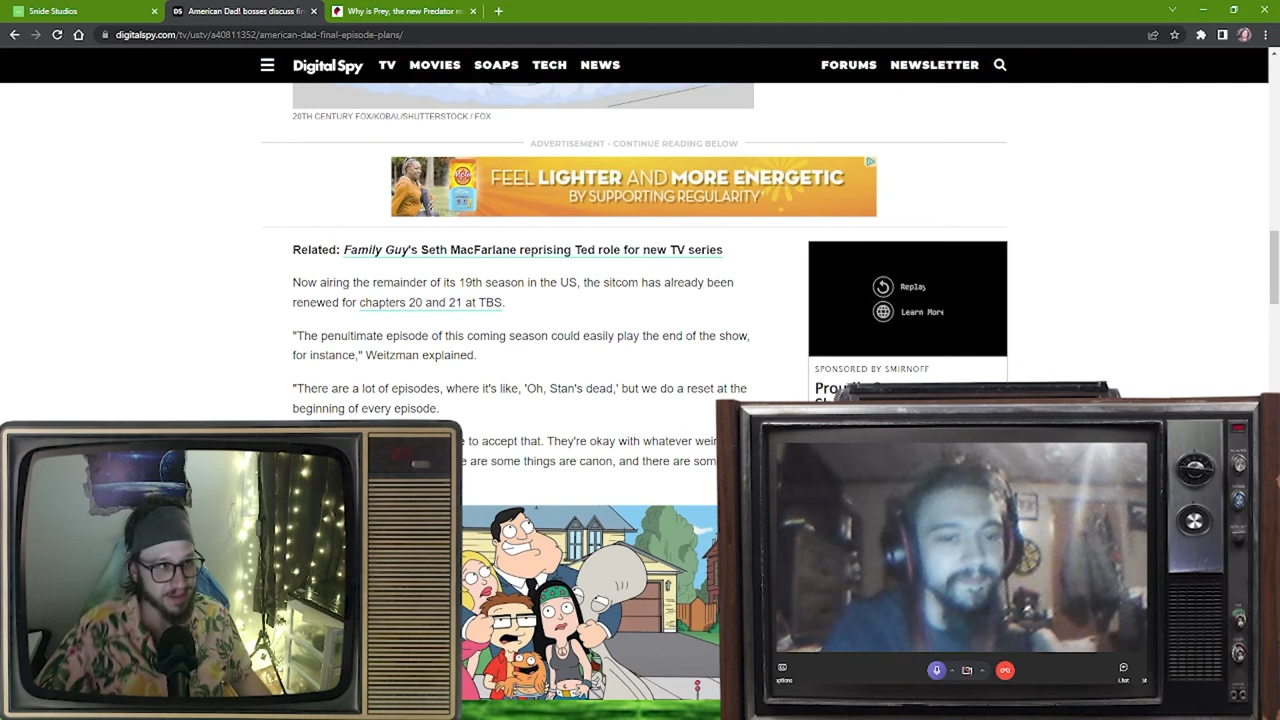 Snide Studios
American Dad! bosses discuss fi
Why is Prey, the new Predator m
digitalspy.com/tv/ustv/a40811352/american-dad-final-episode-plans/
Digital Spy TV MOVIES SOAPS TECH NEWS FORUMS NEWSLETTER
20TH CENTURY FOX/KOBAL/SHUTTERSTOCK / FOX
ADVERTISEMENT - CONTINUE READING BELOW
FEEL LIGHTER AND MORE ENERGETIC
BY SUPPORTING REGULARITY*
Related: Family Guy's Seth MacFarlane reprising Ted role for new TV series
Now airing the remainder of its 19th season in the US, the sitcom has already been
renewed for chapters 20 and 21 at TBS.
"The penultimate episode of this coming season could easily play the end of the show,
for instance," Weitzman explained.
"There are a lot of episodes, where it's like, 'Oh, Stan's dead,' but we do a reset at the
beginning of every episode.
to accept that. They're okay with whatever weir
are some things are canon, and there are som
Replay
Learn More
SPONSORED BY SMIRNOFF
Chat